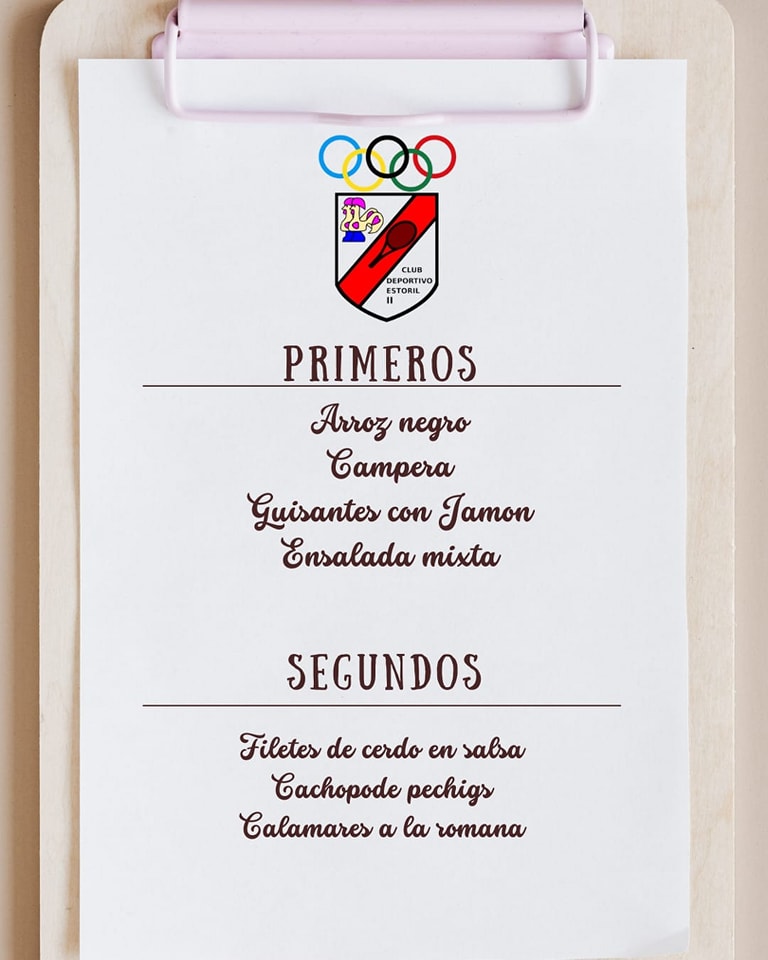 CLUB
DEPORTIVO
ESTORIL
II
PRIMEROS
Arroz negro
Campera
Guisantes con Jamon
Ensalada mixta
SEGUNDOS
Filetes de cerdo en salsa
Cachopode pechigs
Calamares a la romana